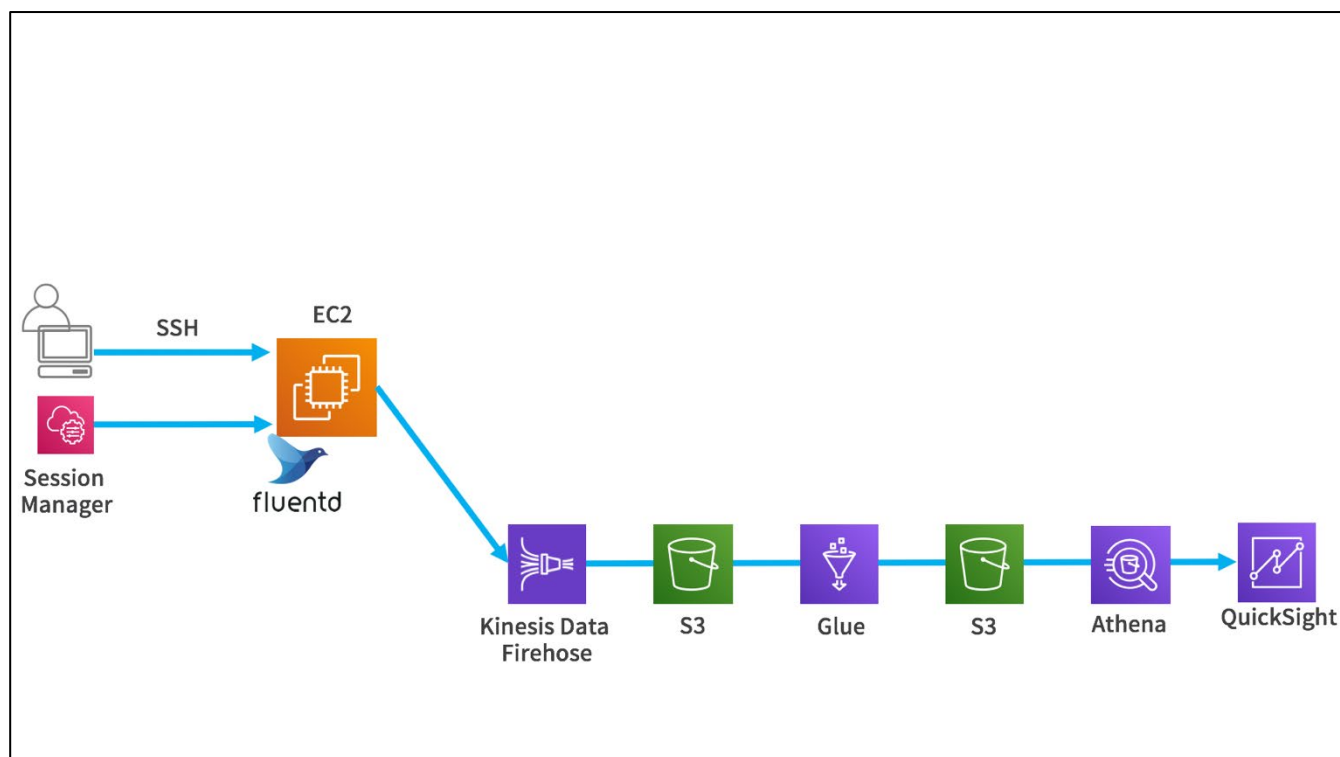 SSH
EC2
Session
Manager
fluentd
Kinesis Data
Firehose
S3
Glue
S3
Athena
QuickSight